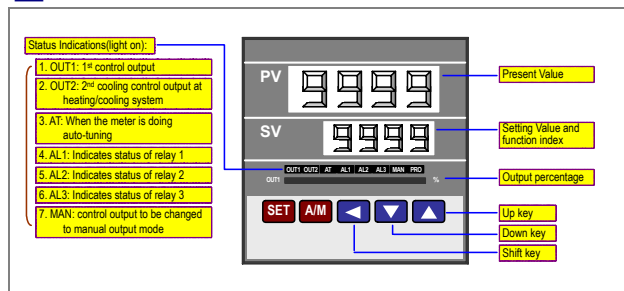 Status Indications(light on):
1. OUT1: 1st control output
2. OUT2: 2nd cooling control output at
heating/cooling system
3. AT: When the meter is doing
auto-tuning
4. AL1: Indicates status of relay 1
5. AL2: Indicates status of relay 2
6. AL3: Indicates status of relay 3
7. MAN: control output to be changed
to manual output mode
PV 9999
SV 9999
OUT1 OUT2 AT AL1 AL2 AL3 MAN PRO
OUT1 %
SET A/M
Present Value
Setting Value and
function index
Output percentage
Up key
Down key
Shift key